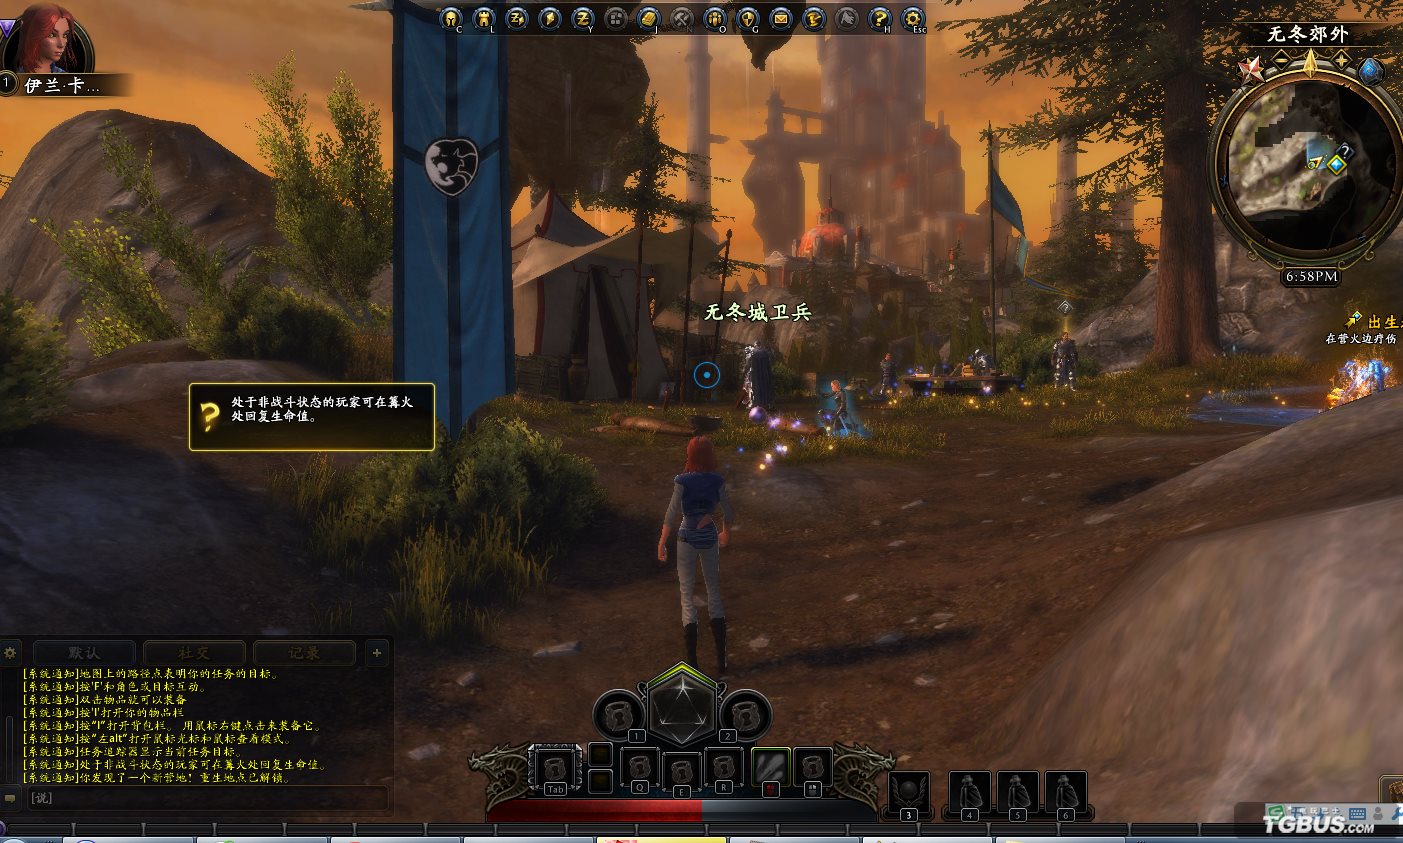 C
L
Y
J
N
O
G
H
Esc
无冬郊外
1
伊兰·卡...
6:58PM
无冬城卫兵
出生
在营火边疗伤
处于非战斗状态的玩家可在篝火
处回复生命值。
默认
社交
记录
[系统通知]地图上的路径点表明你的任务的目标。
[系统通知]按'F'和角色或目标互动。
[系统通知]双击物品就可以装备
[系统通知]按'I'打开你的物品栏
[系统通知]按"I"打开背包栏。 用鼠标右键点击来装备它。
[系统通知]按"左alt"打开鼠标光标和鼠标查看模式。
[系统通知]任务追踪器显示当前任务目标。
[系统通知]处于非战斗状态的玩家可在篝火处回复生命值。
[系统通知]你发现了一个新营地！重生地点已解锁。
[说]
1
2
Tab
Q
E
R
3
4
5
6
TGBUS.COM